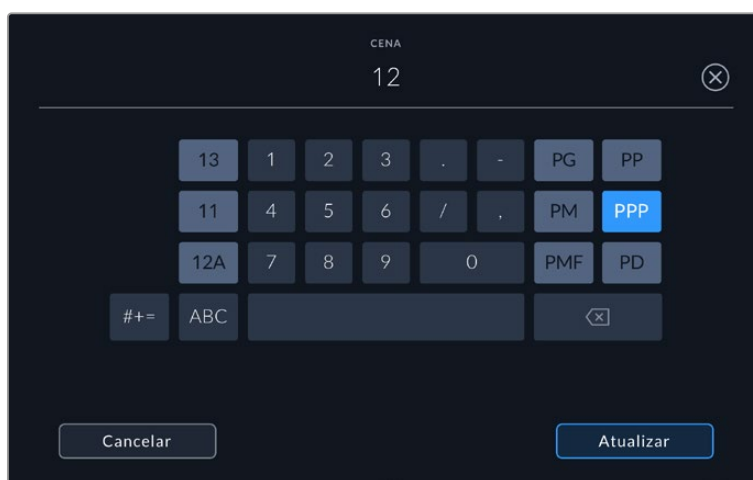 CENA
12
13 1 2 3 . - PG PP
11 4 5 6 / , PM PPP
12A 7 8 9 0 PMF PD
#+= ABC
Cancelar Atualizar